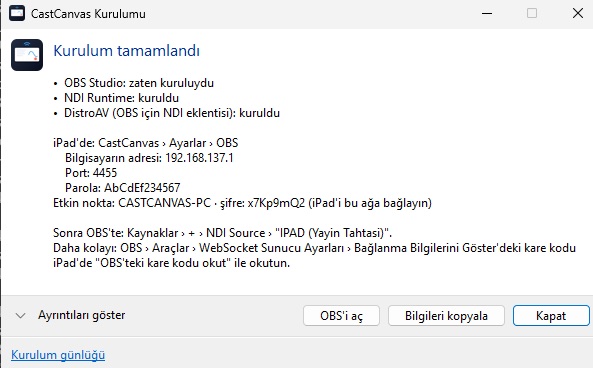 CastCanvas Kurulumu
Kurulum tamamlandı
• OBS Studio: zaten kuruluydu
• NDI Runtime: kuruldu
• DistroAV (OBS için NDI eklentisi): kuruldu
iPad'de: CastCanvas › Ayarlar › OBS
Bilgisayarın adresi: 192.168.137.1
Port: 4455
Parola: AbCdEf234567
Etkin nokta: CASTCANVAS-PC · şifre: x7Kp9mQ2 (iPad'i bu ağa bağlayın)
Sonra OBS'te: Kaynaklar › + › NDI Source › "IPAD (Yayin Tahtasi)".
Daha kolayı: OBS › Araçlar › WebSocket Sunucu Ayarları › Bağlanma Bilgilerini Göster'deki kare kodu
iPad'de "OBS'teki kare kodu okut" ile okutun.
Ayrıntıları göster
OBS'i aç
Bilgileri kopyala
Kapat
Kurulum günlüğü